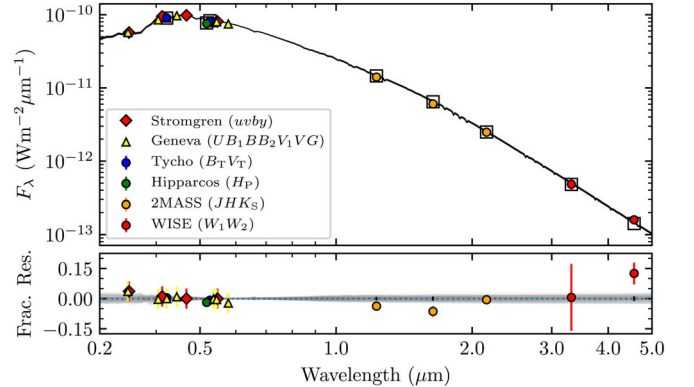 10⁻¹⁰
10⁻¹¹
10⁻¹²
10⁻¹³
F_λ (Wm⁻²μm⁻¹)
Stromgren (uvby)
Geneva (UB₁BB₂V₁VG)
Tycho (B_TV_T)
Hipparcos (H_P)
2MASS (JHK_S)
WISE (W₁W₂)
Frac. Res.
0.15
0.00
−0.15
0.2 0.5 1.0 2.0 3.0 4.0 5.0
Wavelength (μm)